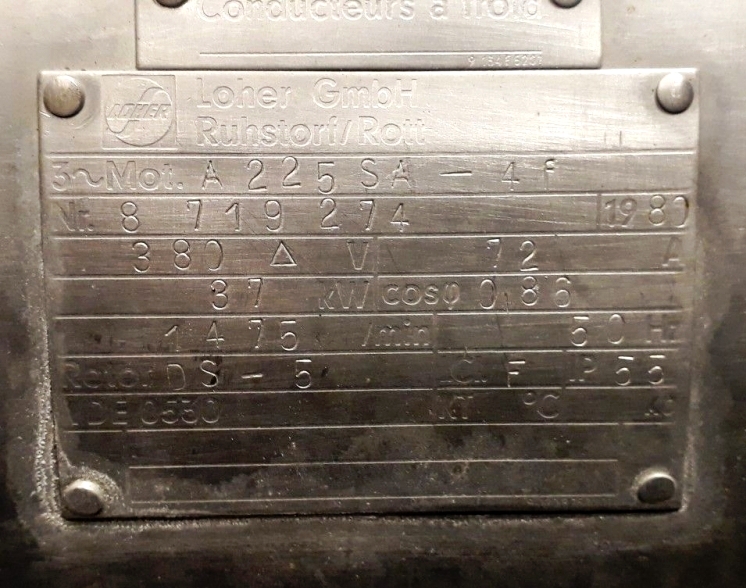 Conducteurs à froid
LOHER
Loher GmbH
Ruhstorf/Rott
3~Mot. A 225 SA - 4 f
Nr. 8 719 274 1980
380 △ V 72 A
37 kW cosφ 0,86
1475 /min 50 Hz
Rotor DS - 5 F IP 55
VDE 0530 °C